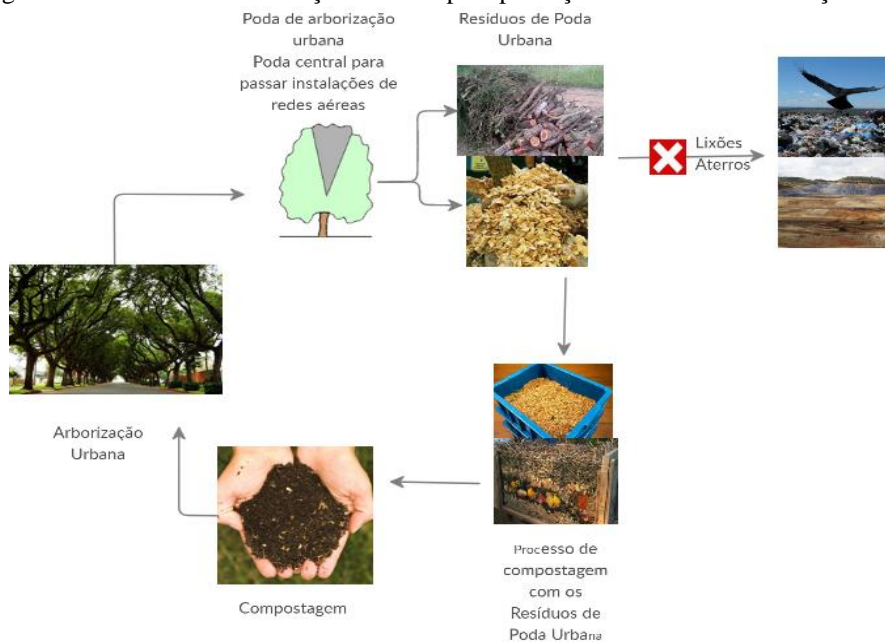 Poda de arborização
urbana
Poda central para
passar instalações de
redes aéreas
Resíduos de Poda
Urbana
Lixões
Aterros
Arborização
Urbana
Compostagem
Processo de
compostagem
com os
Resíduos de
Poda Urbana